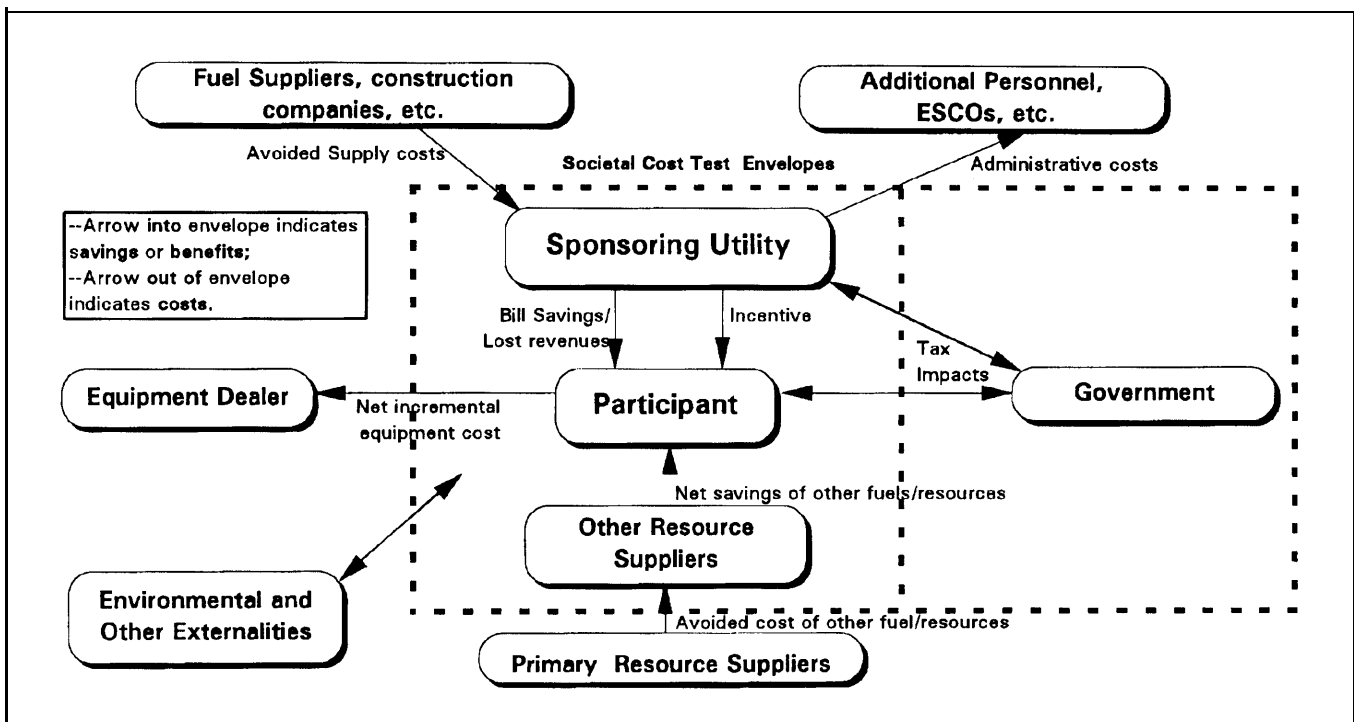 Fuel Suppliers, construction
companies, etc.
Additional Personnel,
ESCOs, etc.
Avoided Supply costs
Societal Cost Test Envelopes
Administrative costs
--Arrow into envelope indicates
savings or benefits;
--Arrow out of envelope
indicates costs.
Sponsoring Utility
Bill Savings/
Lost revenues
Incentive
Tax
Impacts
Equipment Dealer
Net incremental
equipment cost
Participant
Government
Net savings of other fuels/resources
Other Resource
Suppliers
Environmental and
Other Externalities
Avoided cost of other fuel/resources
Primary Resource Suppliers